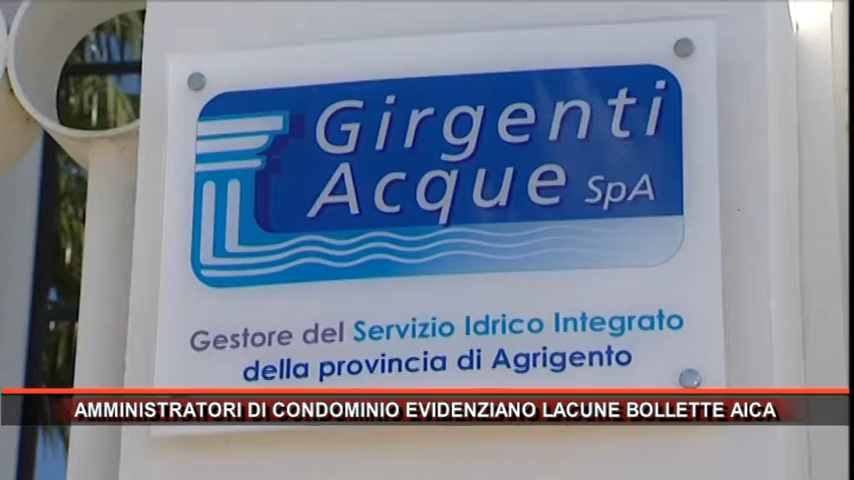 Girgenti
Acque SpA
Gestore del Servizio Idrico Integrato
della provincia di Agrigento
AMMINISTRATORI DI CONDOMINIO EVIDENZIANO LACUNE BOLLETTE AICA